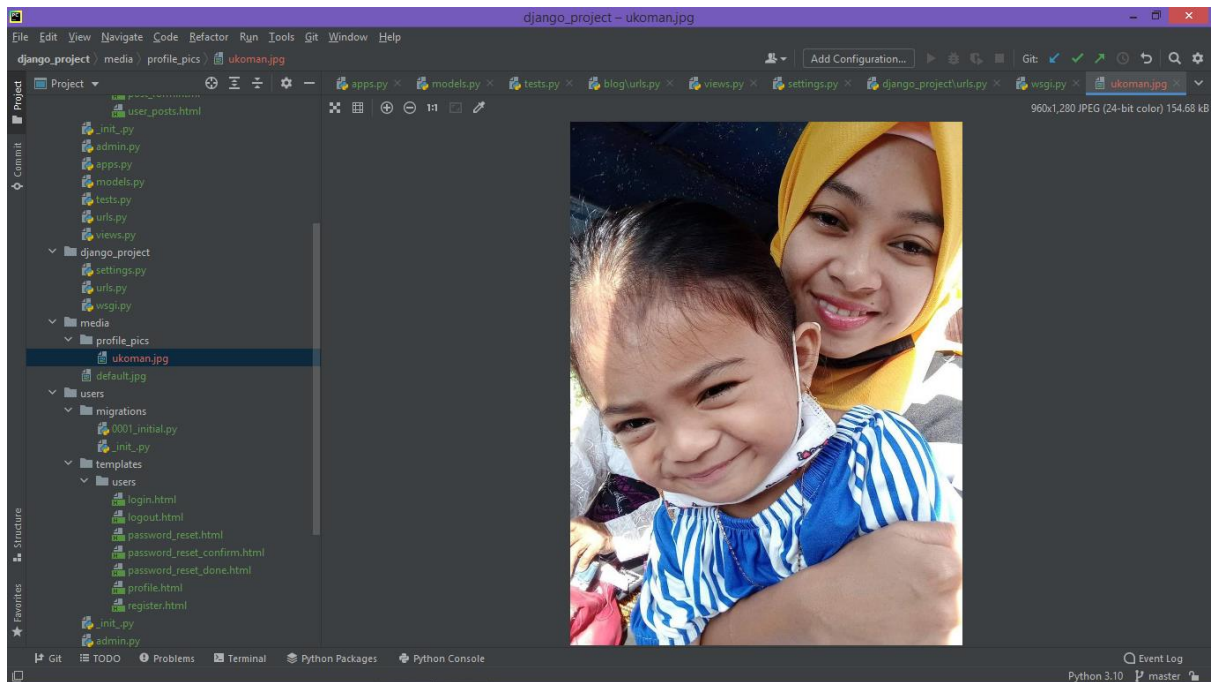 django_project – ukoman.jpg
File Edit View Navigate Code Refactor Run Tools Git Window Help
django_project media profile_pics ukoman.jpg
Add Configuration...
Git:
Project
apps.py
models.py
tests.py
blog\urls.py
views.py
settings.py
django_project\urls.py
wsgi.py
ukoman.jpg
1:1
960x1,280 JPEG (24-bit color) 154.68 kB
Project
Commit
Structure
Favorites
user_posts.html
_init_.py
admin.py
apps.py
models.py
tests.py
urls.py
views.py
django_project
settings.py
urls.py
wsgi.py
media
profile_pics
ukoman.jpg
default.jpg
users
migrations
0001_initial.py
_init_.py
templates
users
login.html
logout.html
password_reset.html
password_reset_confirm.html
password_reset_done.html
profile.html
register.html
_init_.py
admin.py
Git TODO Problems Terminal Python Packages Python Console
Event Log
Python 3.10 master